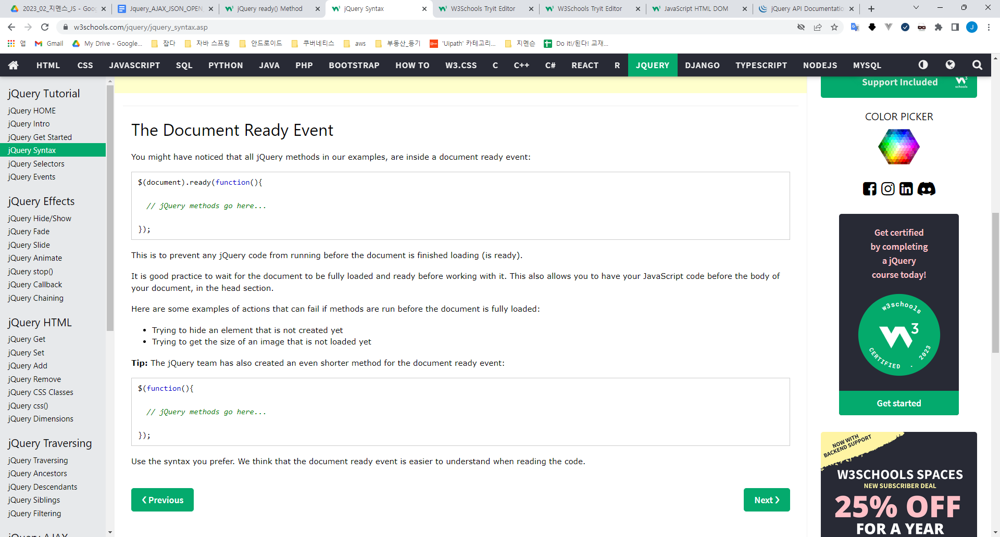 2023_02_지멘스_JS - Goo
Jquery_AJAX_JSON_OPEN
jQuery ready() Method
jQuery Syntax
W3Schools Tryit Editor
W3Schools Tryit Editor
JavaScript HTML DOM
jQuery API Documentatio
w3schools.com/jquery/jquery_syntax.asp
J
앱
Gmail
My Drive - Google...
잡다
자바 스프링
안드로이드
쿠버네티스
aws
부동산_등기
'Uipath' 카테고리...
지멘슨
Do it!/된다! 교재...
HTML
CSS
JAVASCRIPT
SQL
PYTHON
JAVA
PHP
BOOTSTRAP
HOW TO
W3.CSS
C
C++
C#
REACT
R
JQUERY
DJANGO
TYPESCRIPT
NODEJS
MYSQL
jQuery Tutorial
jQuery HOME
jQuery Intro
jQuery Get Started
jQuery Syntax
jQuery Selectors
jQuery Events
jQuery Effects
jQuery Hide/Show
jQuery Fade
jQuery Slide
jQuery Animate
jQuery stop()
jQuery Callback
jQuery Chaining
jQuery HTML
jQuery Get
jQuery Set
jQuery Add
jQuery Remove
jQuery CSS Classes
jQuery css()
jQuery Dimensions
jQuery Traversing
jQuery Traversing
jQuery Ancestors
jQuery Descendants
jQuery Siblings
jQuery Filtering
jQuery AJAX
The Document Ready Event
You might have noticed that all jQuery methods in our examples, are inside a document ready event:
$(document).ready(function(){
// jQuery methods go here...
});
This is to prevent any jQuery code from running before the document is finished loading (is ready).
It is good practice to wait for the document to be fully loaded and ready before working with it. This also allows you to have your JavaScript code before the body of
your document, in the head section.
Here are some examples of actions that can fail if methods are run before the document is fully loaded:
• Trying to hide an element that is not created yet
• Trying to get the size of an image that is not loaded yet
Tip: The jQuery team has also created an even shorter method for the document ready event:
$(function(){
// jQuery methods go here...
});
Use the syntax you prefer. We think that the document ready event is easier to understand when reading the code.
❮ Previous
Next ❯
Support Included
W3
schools
COLOR PICKER
in
Get certified
by completing
a jQuery
course today!
w3schools
W3
CERTIFIED . 2023
Get started
NOW WITH
BACKEND SUPPORT
W3SCHOOLS SPACES
NEW SUBSCRIBER DEAL
25% OFF
FOR A YEAR